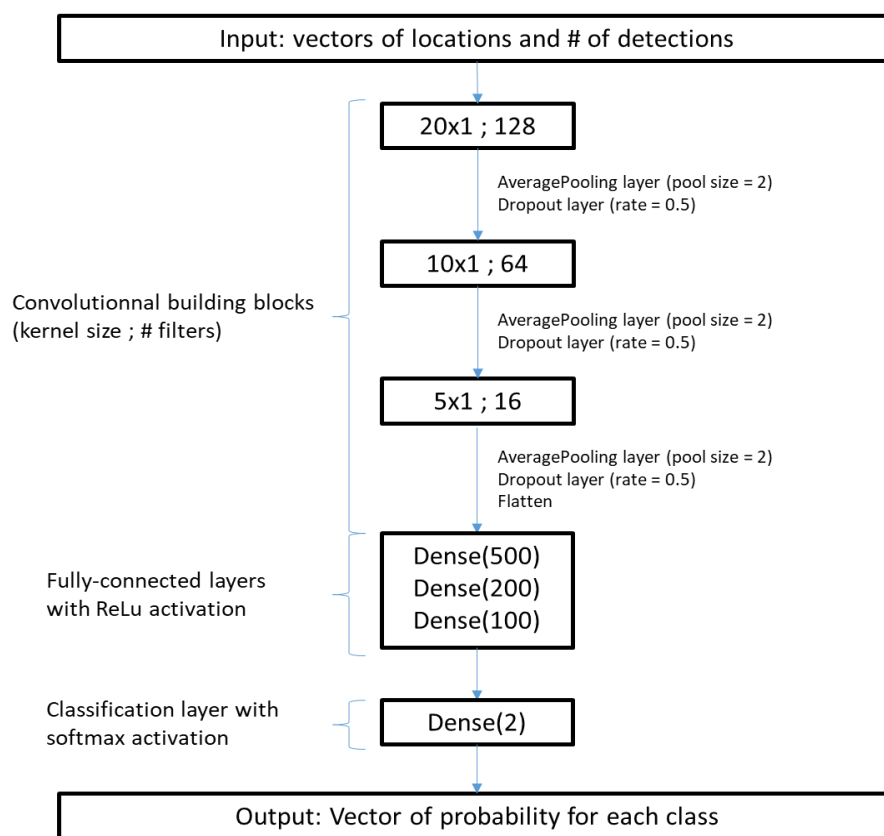 Input: vectors of locations and # of detections
20x1 ; 128
AveragePooling layer (pool size = 2)
Dropout layer (rate = 0.5)
10x1 ; 64
Convolutionnal building blocks
(kernel size ; # filters)
AveragePooling layer (pool size = 2)
Dropout layer (rate = 0.5)
5x1 ; 16
AveragePooling layer (pool size = 2)
Dropout layer (rate = 0.5)
Flatten
Fully-connected layers
with ReLu activation
Dense(500)
Dense(200)
Dense(100)
Classification layer with
softmax activation
Dense(2)
Output: Vector of probability for each class